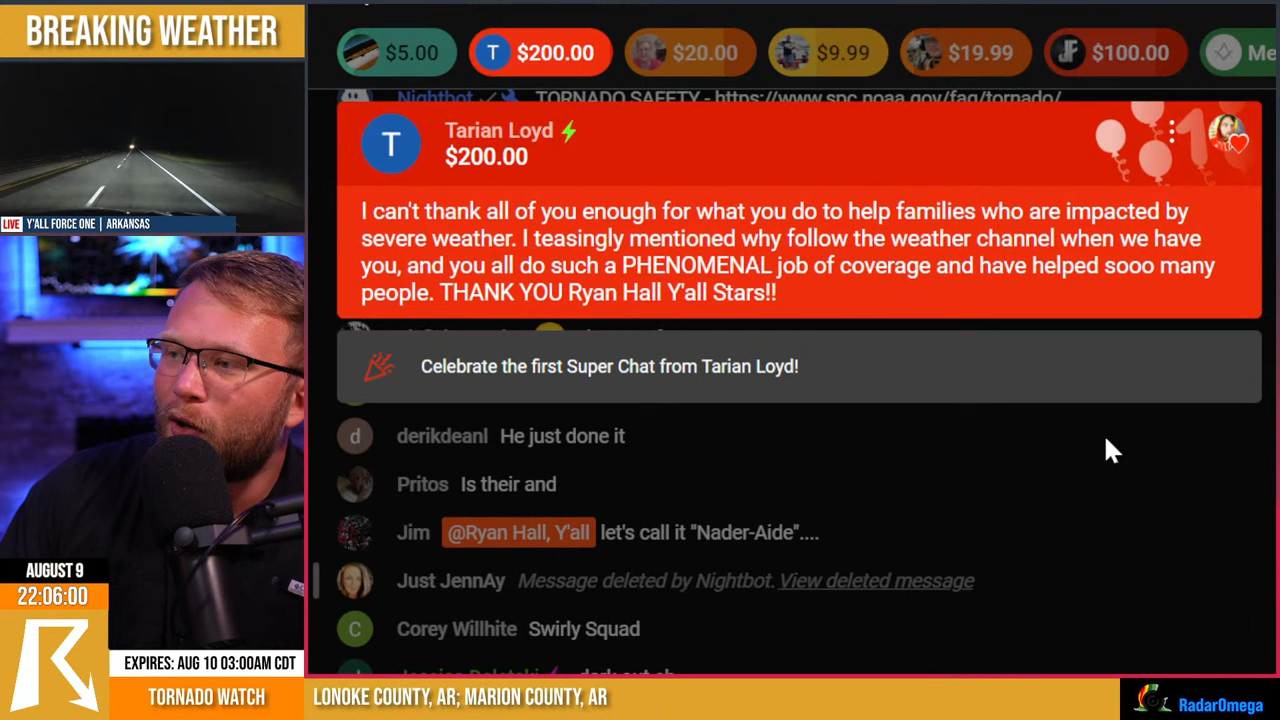 BREAKING WEATHER
$5.00
T $200.00
$20.00
$9.99
$19.99
JF $100.00
Me
Nightbot TORNADO SAFETY - https://www.spc.noaa.gov/faq/tornado/
T
Tarian Loyd
$200.00
I can't thank all of you enough for what you do to help families who are impacted by
severe weather. I teasingly mentioned why follow the weather channel when we have
you, and you all do such a PHENOMENAL job of coverage and have helped sooo many
people. THANK YOU Ryan Hall Y'all Stars!!
LIVE Y'ALL FORCE ONE | ARKANSAS
Celebrate the first Super Chat from Tarian Loyd!
d derikdeanl He just done it
Pritos Is their and
Jim @Ryan Hall, Y'all let's call it "Nader-Aide"....
Just JennAy Message deleted by Nightbot. View deleted message
C Corey Willhite Swirly Squad
AUGUST 9
22:06:00
EXPIRES: AUG 10 03:00AM CDT
TORNADO WATCH
LONOKE COUNTY, AR; MARION COUNTY, AR
RadarOmega